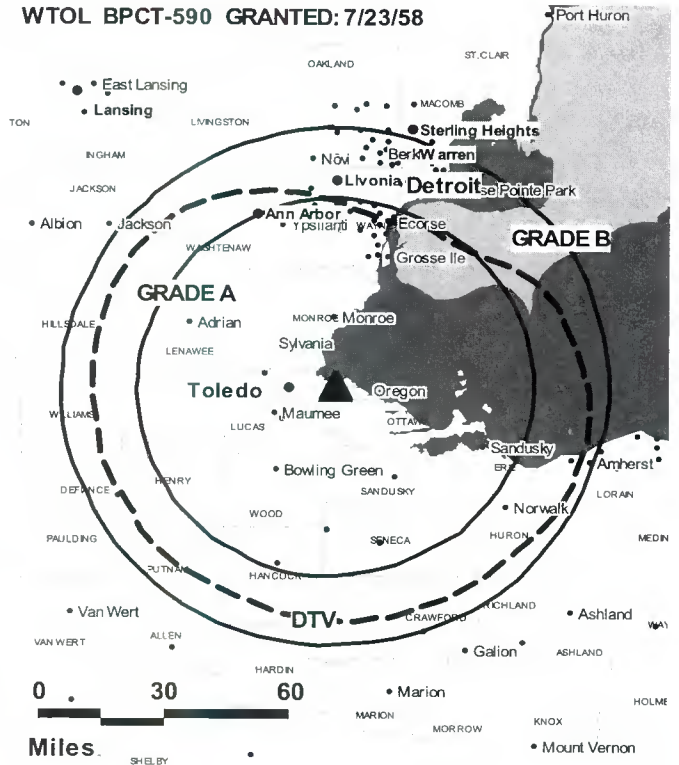 WTOL BPCT-590 GRANTED: 7/23/58
Port Huron
ST.CLAIR
OAKLAND
East Lansing
Lansing
MACOMB
TON
LIVINGSTON
Sterling Heights
INGHAM
Novi
Berk Warren
JACKSON
Livonia
Detroit
se Pointe Park
Ann Arbor
Albion
Jackson
Ypsilanti
WAYNE
Ecorse
GRADE B
WASHTENAW
Grosse Ile
GRADE A
HILLSDALE
Adrian
MONROE
Monroe
Sylvania
LENAWEE
Toledo
Oregon
WILLIAMS
Maumee
LUCAS
OTTAWA
Sandusky
ERIE
Amherst
Bowling Green
DEFIANCE
HENRY
SANDUSKY
LORAIN
WOOD
Norwalk
PAULDING
SENECA
HURON
MEDIN
PUTNAM
HANCOCK
Van Wert
DTV
CRAWFORD
RICHLAND
Ashland
WAY
VAN WERT
ALLEN
Galion
ASHLAND
HARDIN
0 30 60
Marion
HOLME
MARION
MORROW
KNOX
Miles
SHELBY
Mount Vernon